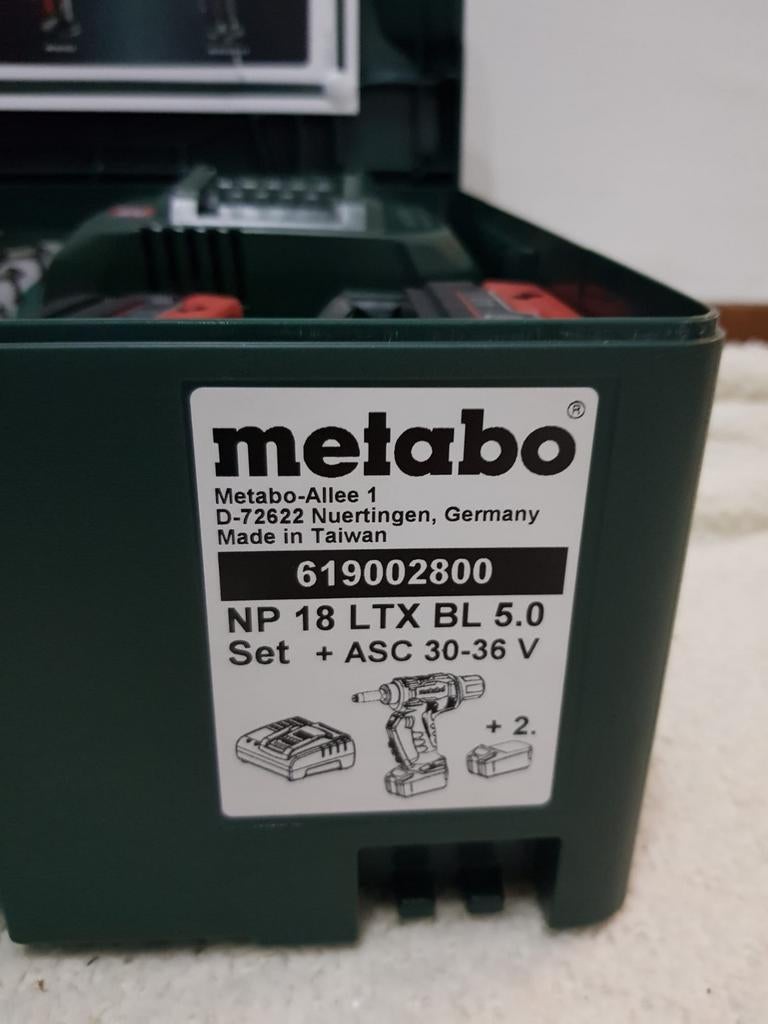 metabo®
Metabo-Allee 1
D-72622 Nuertingen, Germany
Made in Taiwan
619002800
NP 18 LTX BL 5.0
Set + ASC 30-36 V
metabo
+ 2.